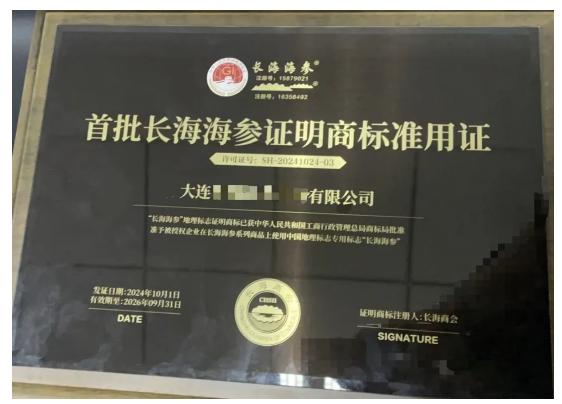 GI
长海海参®
注册号：15879021
®
注册号：16358492
首批长海海参证明商标准用证
许可证号：SH-20241024-03
大连
有限公司
“长海海参”地理标志证明商标已获中华人民共和国工商行政管理总局商标局批准
准予被授权企业在长海海参系列商品上使用中国地理标志专用标志“长海海参”
发证日期:2024年10月1日
有效期至:2026年09月31日
DATE
证明商标注册人:长海商会
SIGNATURE